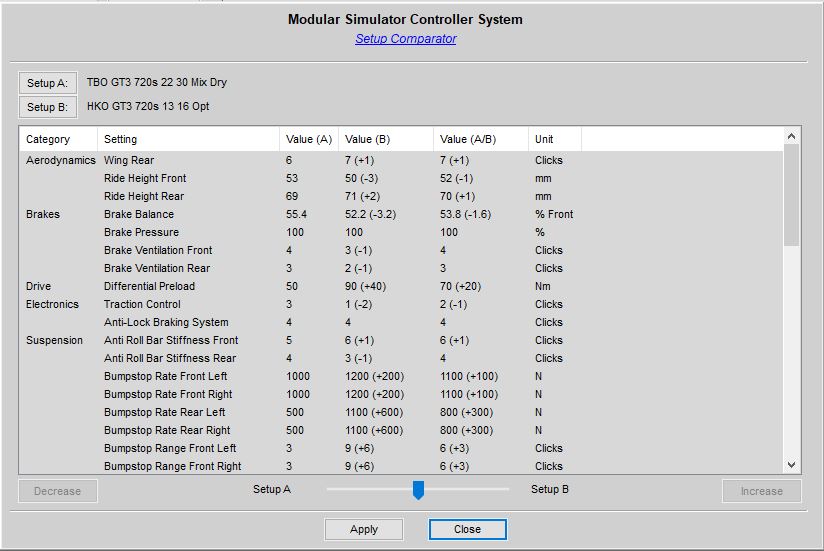 Modular Simulator Controller System
Setup Comparator
Setup A: TBO GT3 720s 22 30 Mix Dry
Setup B: HKO GT3 720s 13 16 Opt
Category Setting Value (A) Value (B) Value (A/B) Unit
Aerodynamics Wing Rear 6 7 (+1) 7 (+1) Clicks
Ride Height Front 53 50 (-3) 52 (-1) mm
Ride Height Rear 69 71 (+2) 70 (+1) mm
Brakes Brake Balance 55.4 52.2 (-3.2) 53.8 (-1.6) % Front
Brake Pressure 100 100 100 %
Brake Ventilation Front 4 3 (-1) 4 Clicks
Brake Ventilation Rear 3 2 (-1) 3 Clicks
Drive Differential Preload 50 90 (+40) 70 (+20) Nm
Electronics Traction Control 3 1 (-2) 2 (-1) Clicks
Anti-Lock Braking System 4 4 4 Clicks
Suspension Anti Roll Bar Stiffness Front 5 6 (+1) 6 (+1) Clicks
Anti Roll Bar Stiffness Rear 4 3 (-1) 4 Clicks
Bumpstop Rate Front Left 1000 1200 (+200) 1100 (+100) N
Bumpstop Rate Front Right 1000 1200 (+200) 1100 (+100) N
Bumpstop Rate Rear Left 500 1100 (+600) 800 (+300) N
Bumpstop Rate Rear Right 500 1100 (+600) 800 (+300) N
Bumpstop Range Front Left 3 9 (+6) 6 (+3) Clicks
Bumpstop Range Front Right 3 9 (+6) 6 (+3) Clicks
Decrease Setup A Setup B Increase
Apply Close